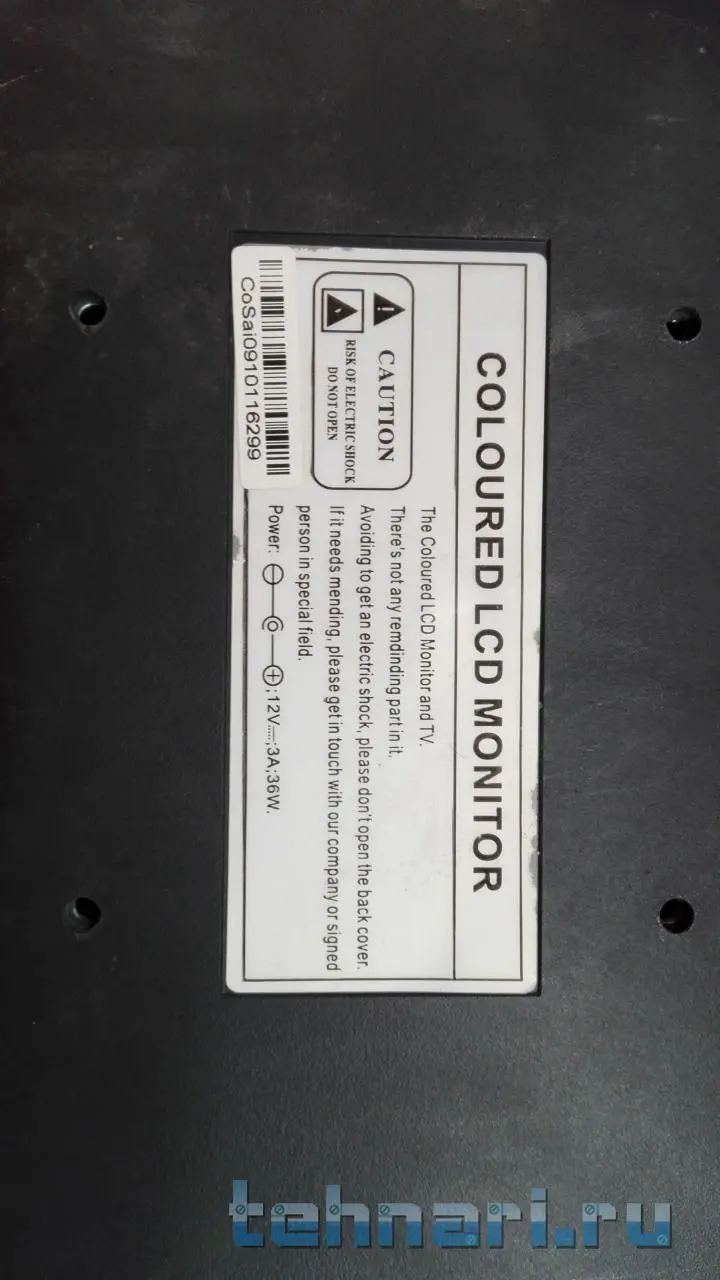 COLOURED LCD MONITOR
The Coloured LCD Monitor and TV.
There's not any remdinding part in it.
Avoiding to get an electric shock, please don't open the back cover.
If it needs mending, please get in touch with our company or signed
person in special field.
Power: ;12V;3A;36W.
CAUTION
RISK OF ELECTRIC SHOCK
DO NOT OPEN
CoSai0910116299
tehnari.ru